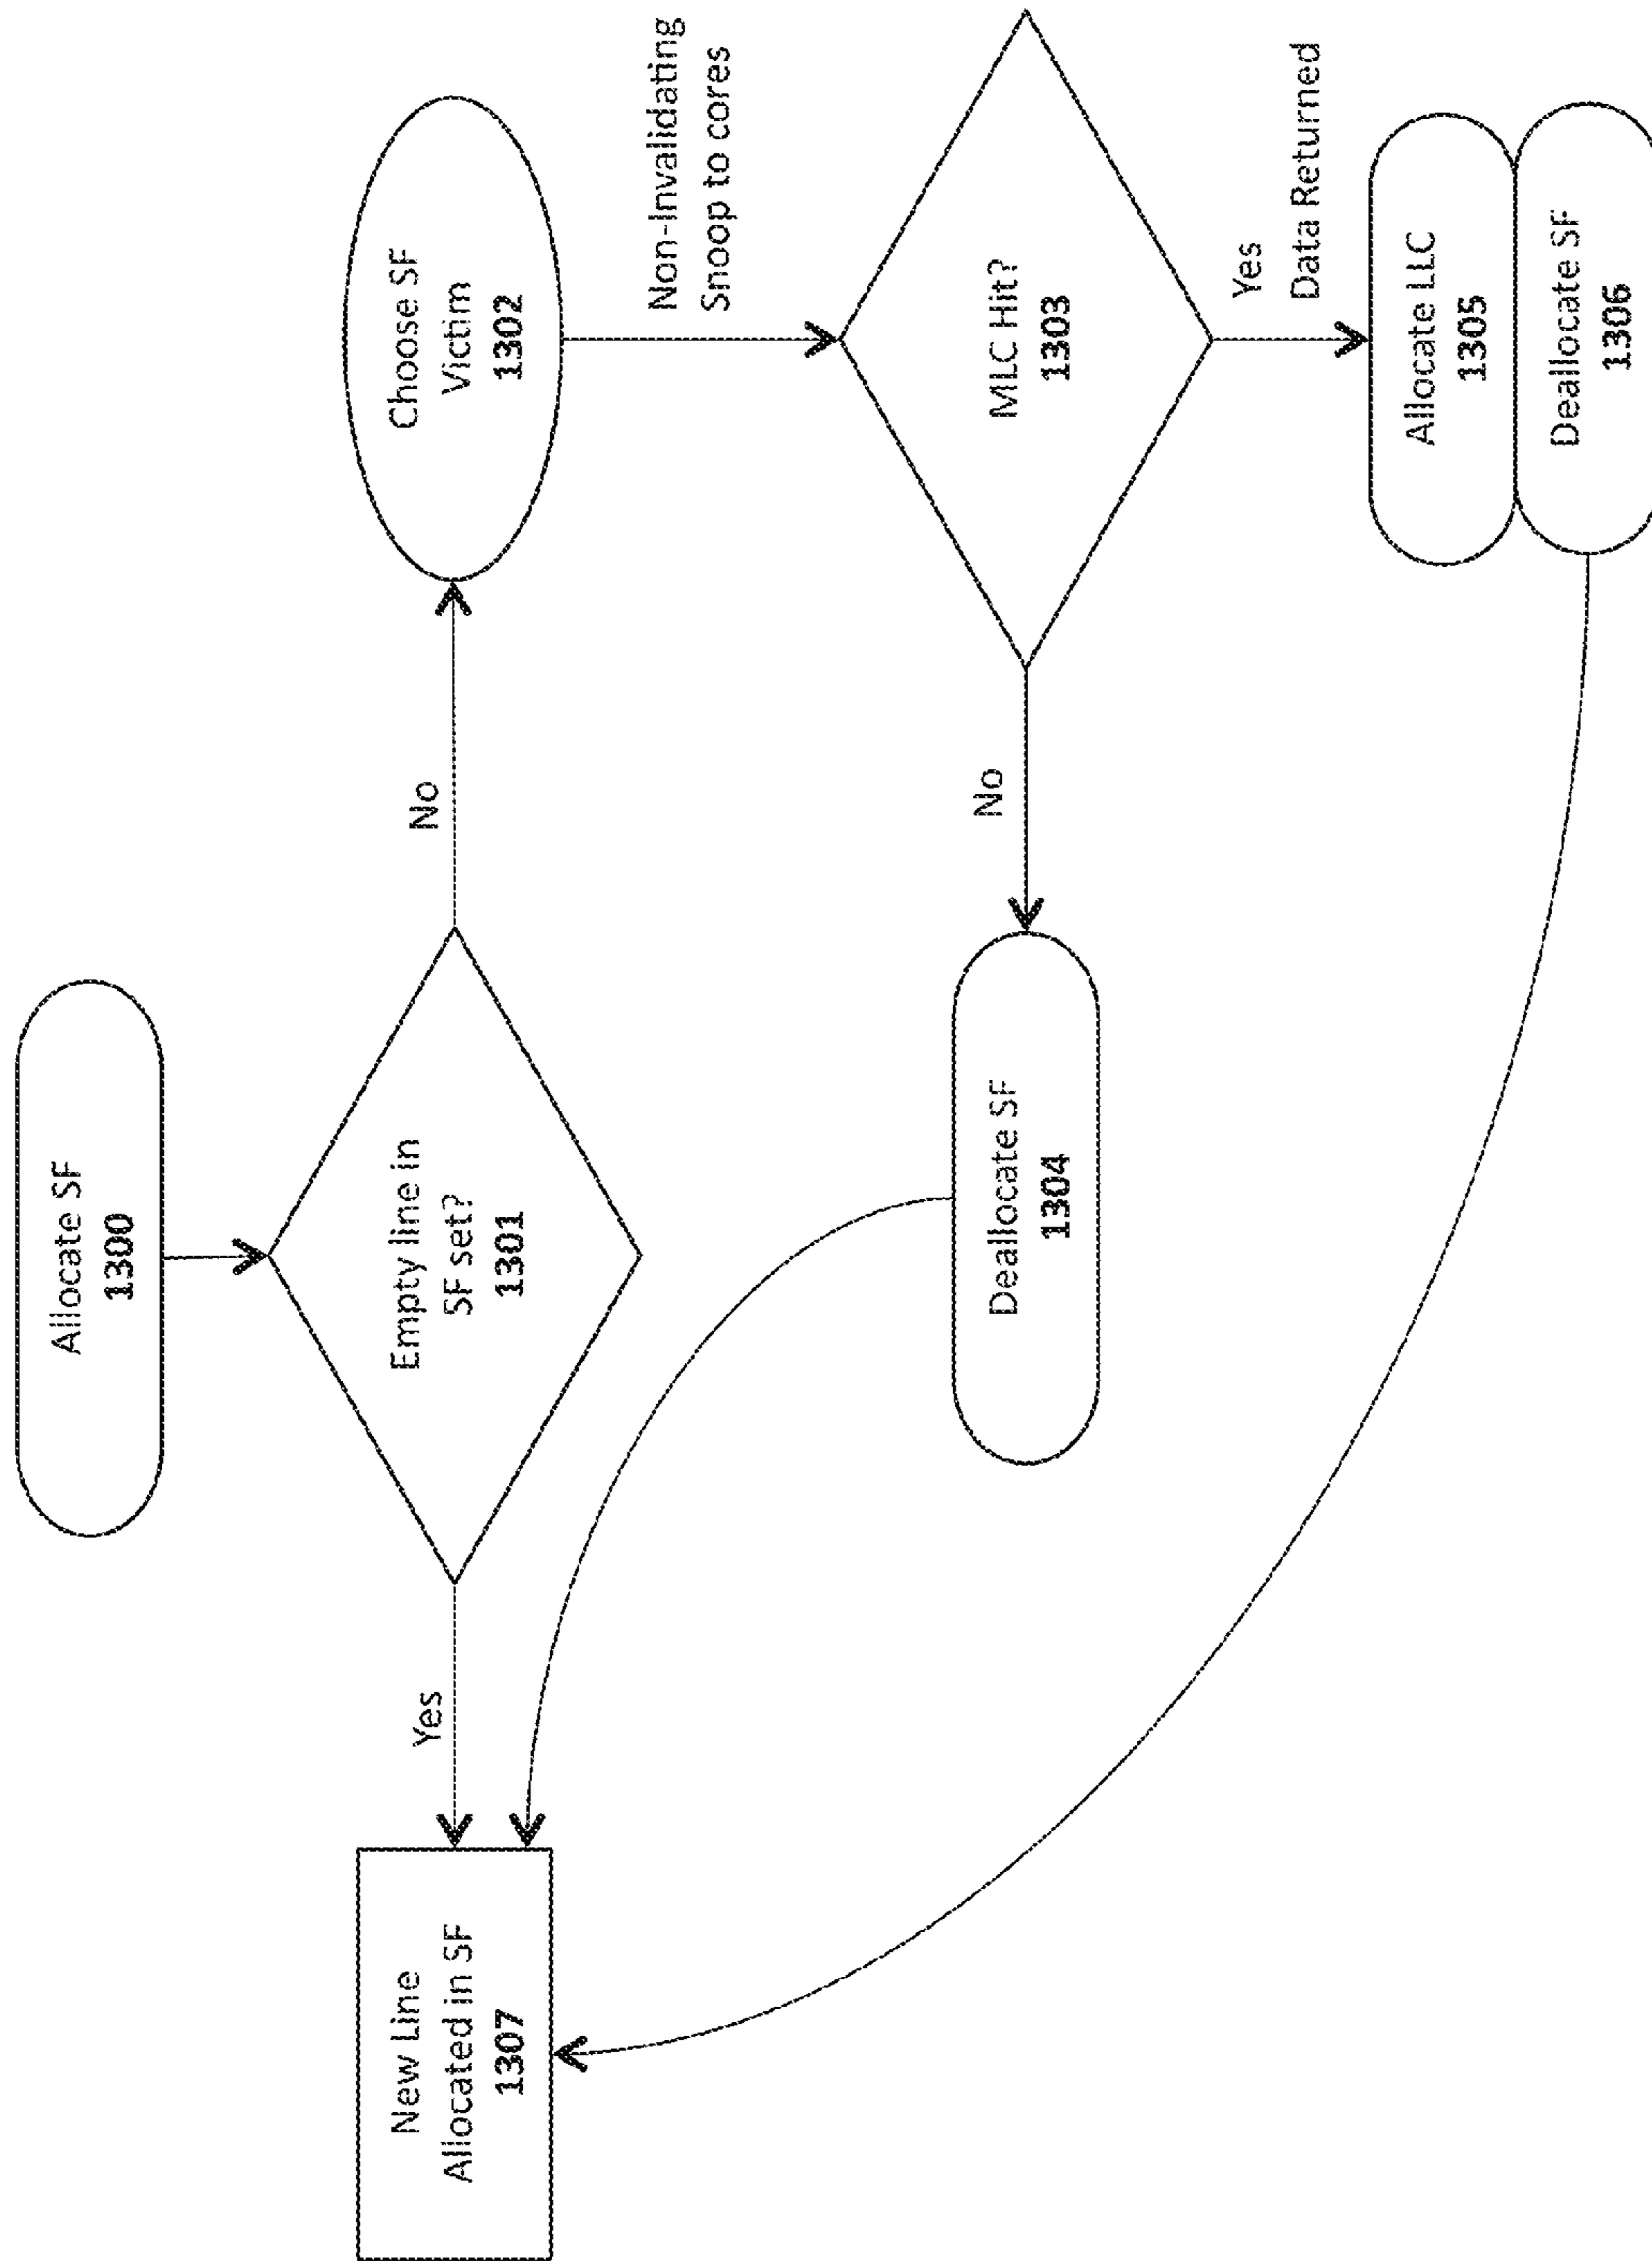 Allocate SF
1300
Empty line in
SF set?
1301
Yes
No
New Line
Allocated in SF
1307
Choose SF
Victim
1302
Non-Invalidating
Snoop to cores
MLC Hit?
1303
No
Deallocate SF
1304
Yes
Data Returned
Allocate LLC
1305
Deallocate SF
1306